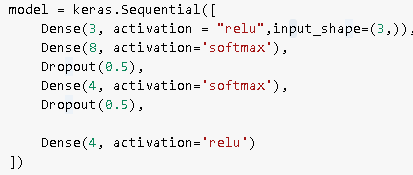 model = keras.Sequential([
    Dense(3, activation = "relu",input_shape=(3,)),
    Dense(8, activation='softmax'),
    Dropout(0.5),
    Dense(4, activation='softmax'),
    Dropout(0.5),

    Dense(4, activation='relu')
])